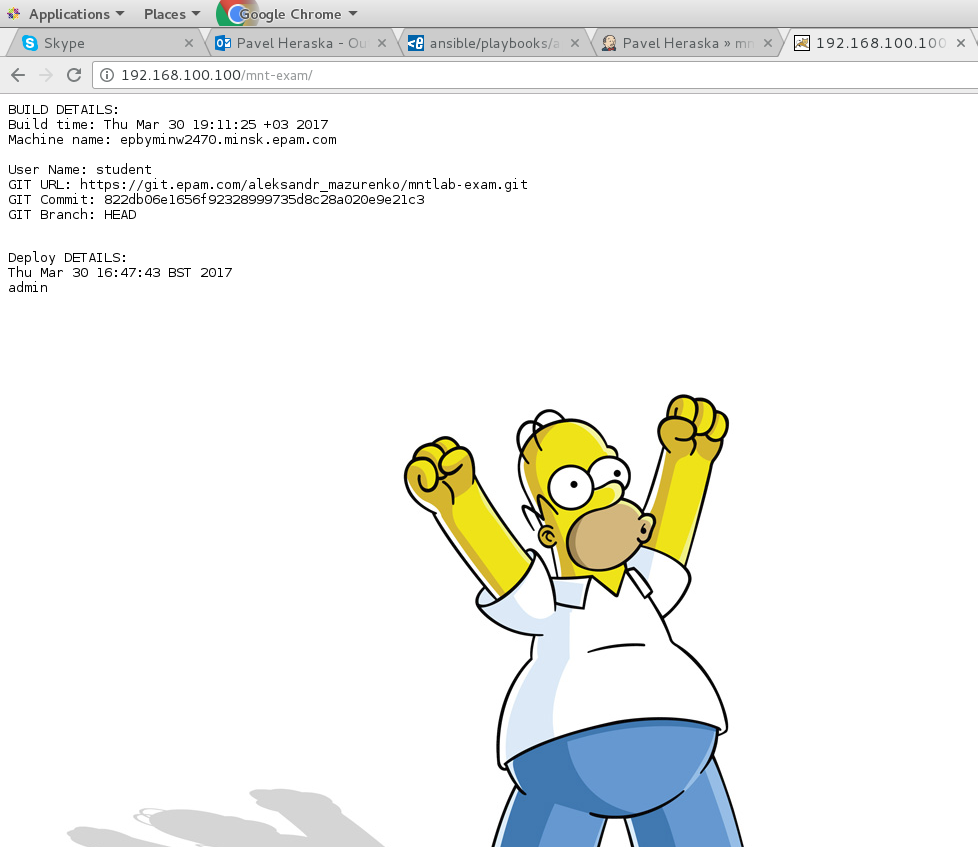 Applications Places Google Chrome
Skype Pavel Heraska - Ou ansible/playbooks/a Pavel Heraska » mn 192.168.100.100
192.168.100.100/mnt-exam/
BUILD DETAILS:
Build time: Thu Mar 30 19:11:25 +03 2017
Machine name: epbyminw2470.minsk.epam.com
User Name: student
GIT URL: https://git.epam.com/aleksandr_mazurenko/mntlab-exam.git
GIT Commit: 822db06e1656f92328999735d8c28a020e9e21c3
GIT Branch: HEAD
Deploy DETAILS:
Thu Mar 30 16:47:43 BST 2017
admin